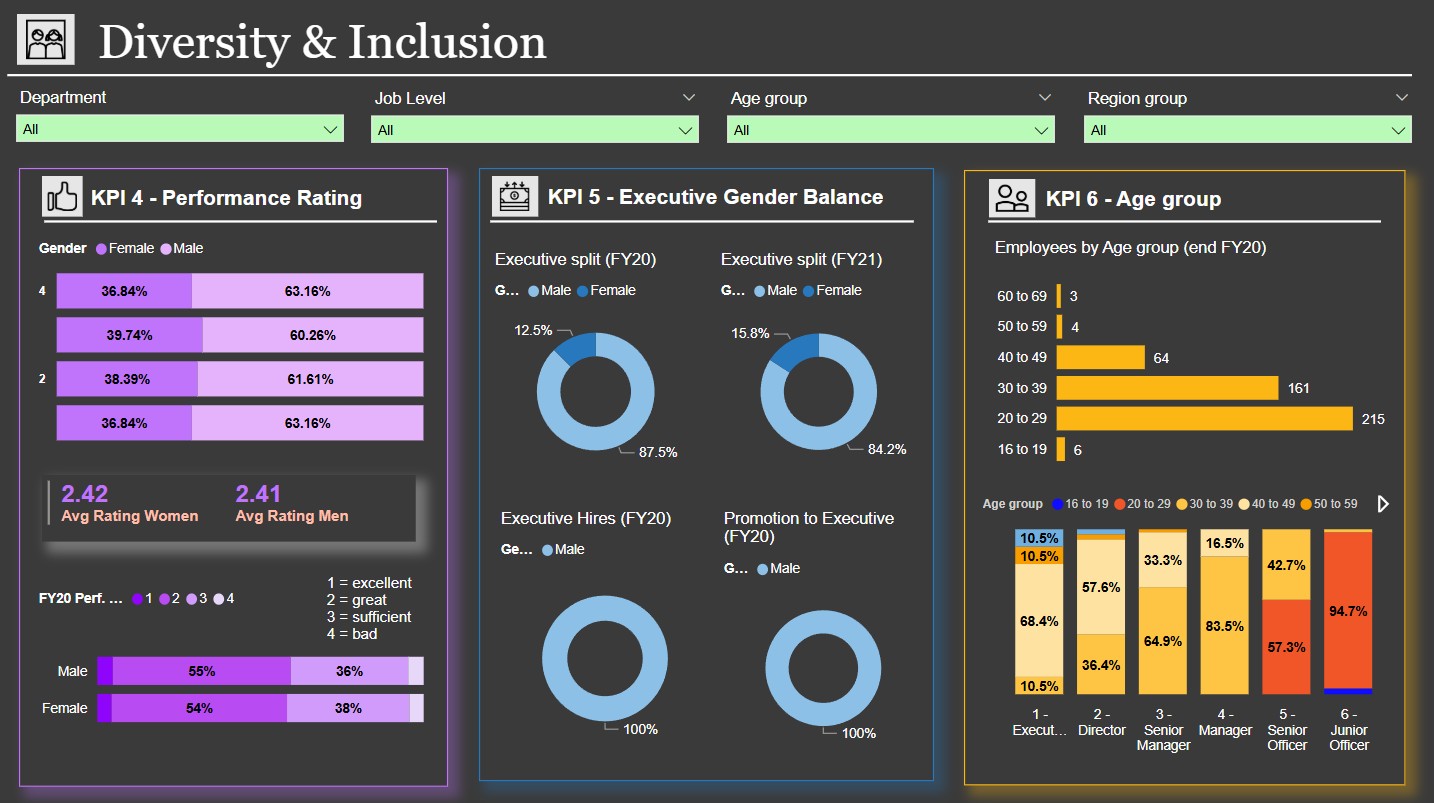 Diversity & Inclusion
Department
Job Level
Age group
Region group
All
All
All
All
KPI 4 - Performance Rating
Gender Female Male
4
36.84%
63.16%
39.74%
60.26%
2
38.39%
61.61%
36.84%
63.16%
2.42
Avg Rating Women
2.41
Avg Rating Men
FY20 Perf. ... 1 2 3 4
1 = excellent
2 = great
3 = sufficient
4 = bad
Male
55%
36%
Female
54%
38%
KPI 5 - Executive Gender Balance
Executive split (FY20)
G... Male Female
12.5%
87.5%
Executive split (FY21)
G... Male Female
15.8%
84.2%
Executive Hires (FY20)
Ge... Male
100%
Promotion to Executive
(FY20)
G... Male
100%
KPI 6 - Age group
Employees by Age group (end FY20)
60 to 69 3
50 to 59 4
40 to 49 64
30 to 39 161
20 to 29 215
16 to 19 6
Age group 16 to 19 20 to 29 30 to 39 40 to 49 50 to 59
10.5%
10.5%
68.4%
10.5%
57.6%
36.4%
33.3%
64.9%
16.5%
83.5%
42.7%
57.3%
94.7%
1 -
Execut...
2 -
Director
3 -
Senior
Manager
4 -
Manager
5 -
Senior
Officer
6 -
Junior
Officer